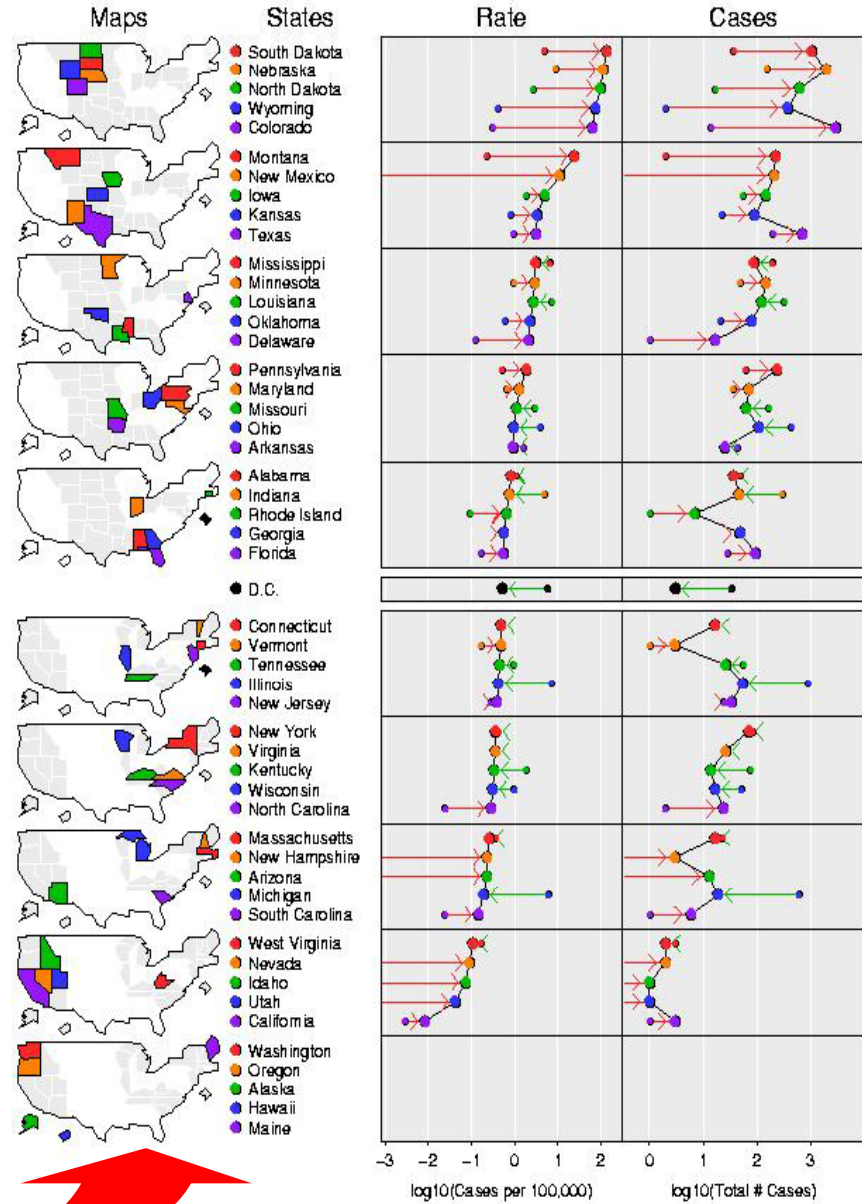 Maps States Rate Cases
South Dakota
Nebraska
North Dakota
Wyoming
Colorado
Montana
New Mexico
Iowa
Kansas
Texas
Mississippi
Minnesota
Louisiana
Oklahoma
Delaware
Pennsylvania
Maryland
Missouri
Ohio
Arkansas
Alabama
Indiana
Rhode Island
Georgia
Florida
D.C.
Connecticut
Vermont
Tennessee
Illinois
New Jersey
New York
Virginia
Kentucky
Wisconsin
North Carolina
Massachusetts
New Hampshire
Arizona
Michigan
South Carolina
West Virginia
Nevada
Idaho
Utah
California
Washington
Oregon
Alaska
Hawaii
Maine
−3 −2 −1 0 1 2 0 1 2 3
log10(Cases per 100,000) log10(Total # Cases)